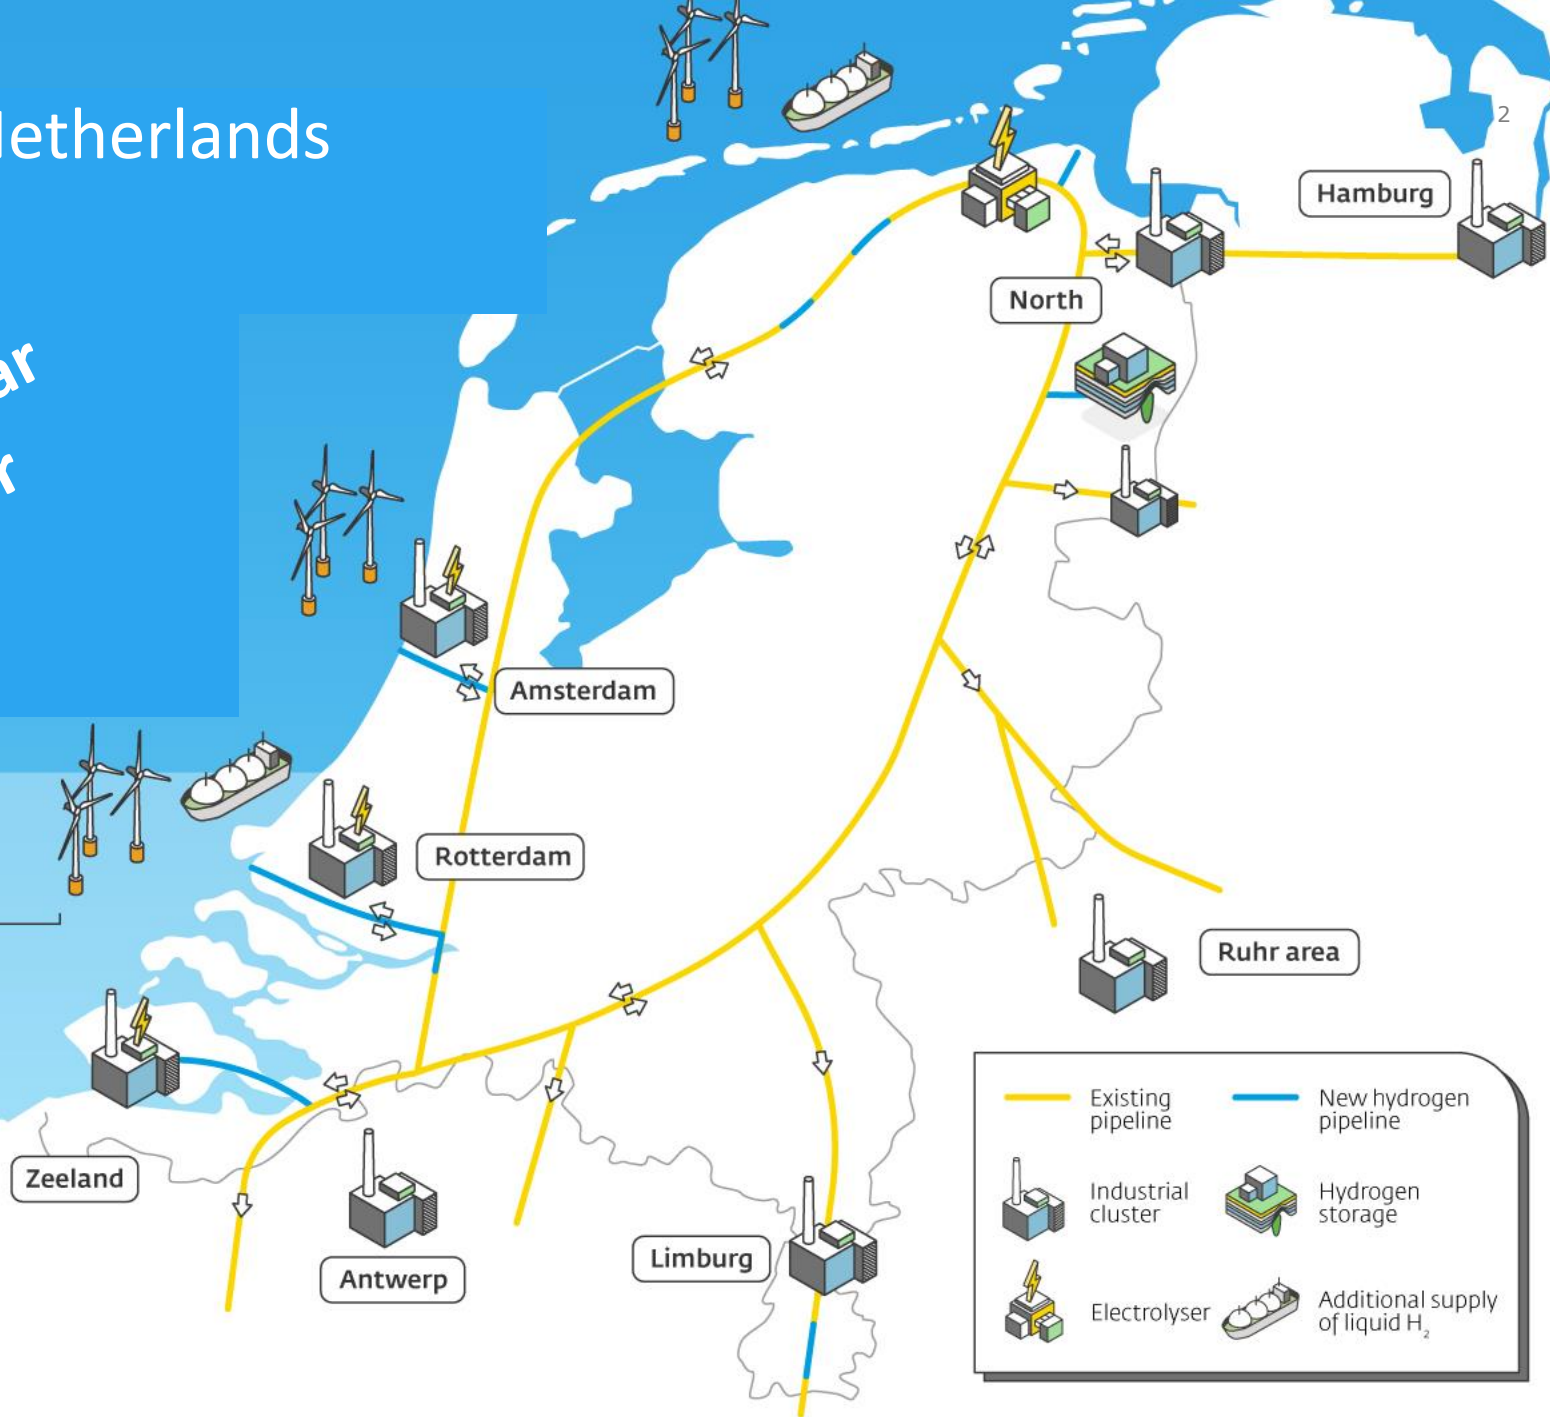 2
Hamburg
North
Amsterdam
Rotterdam
Ruhr area
Zeeland
Antwerp
Limburg
Existing
pipeline
New hydrogen
pipeline
Industrial
cluster
Hydrogen
storage
Electrolyser
Additional supply
of liquid H₂